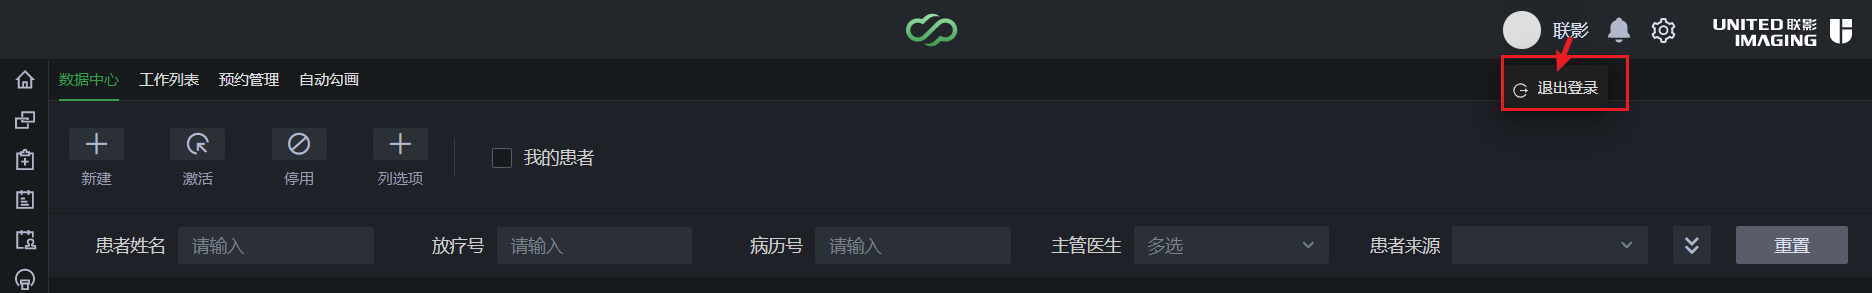 联影
UNITED 联影
IMAGING
数据中心 工作列表 预约管理 自动勾画
退出登录
新建 激活 停用 列选项
我的患者
患者姓名 请输入 放疗号 请输入 病历号 请输入 主管医生 多选 患者来源 重置